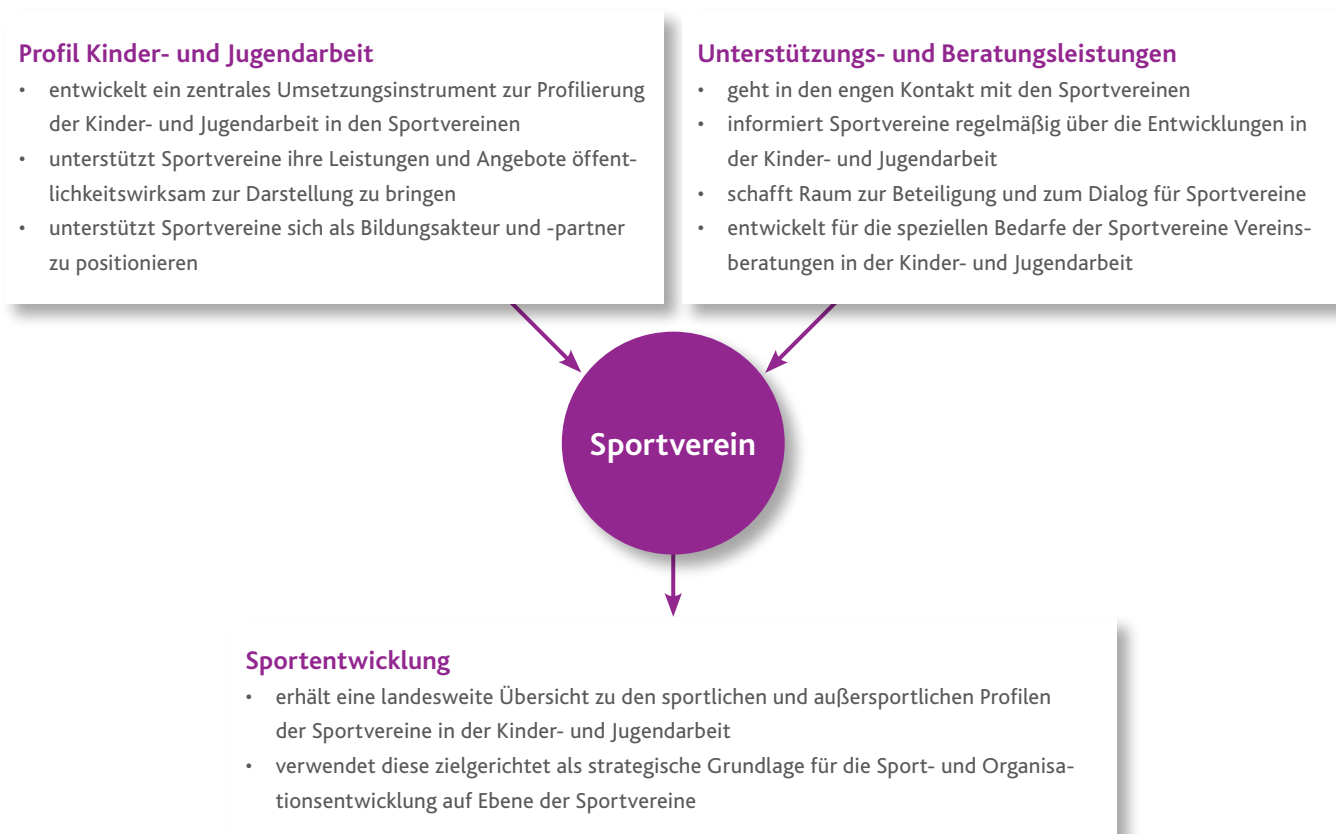 Profil Kinder- und Jugendarbeit
• entwickelt ein zentrales Umsetzungsinstrument zur Profilierung
der Kinder- und Jugendarbeit in den Sportvereinen
• unterstützt Sportvereine ihre Leistungen und Angebote öffent-
lichkeitswirksam zur Darstellung zu bringen
• unterstützt Sportvereine sich als Bildungsakteur und -partner
zu positionieren
Unterstützungs- und Beratungsleistungen
• geht in den engen Kontakt mit den Sportvereinen
• informiert Sportvereine regelmäßig über die Entwicklungen in
der Kinder- und Jugendarbeit
• schafft Raum zur Beteiligung und zum Dialog für Sportvereine
• entwickelt für die speziellen Bedarfe der Sportvereine Vereins-
beratungen in der Kinder- und Jugendarbeit
Sportverein
Sportentwicklung
• erhält eine landesweite Übersicht zu den sportlichen und außersportlichen Profilen
der Sportvereine in der Kinder- und Jugendarbeit
• verwendet diese zielgerichtet als strategische Grundlage für die Sport- und Organisa-
tionsentwicklung auf Ebene der Sportvereine